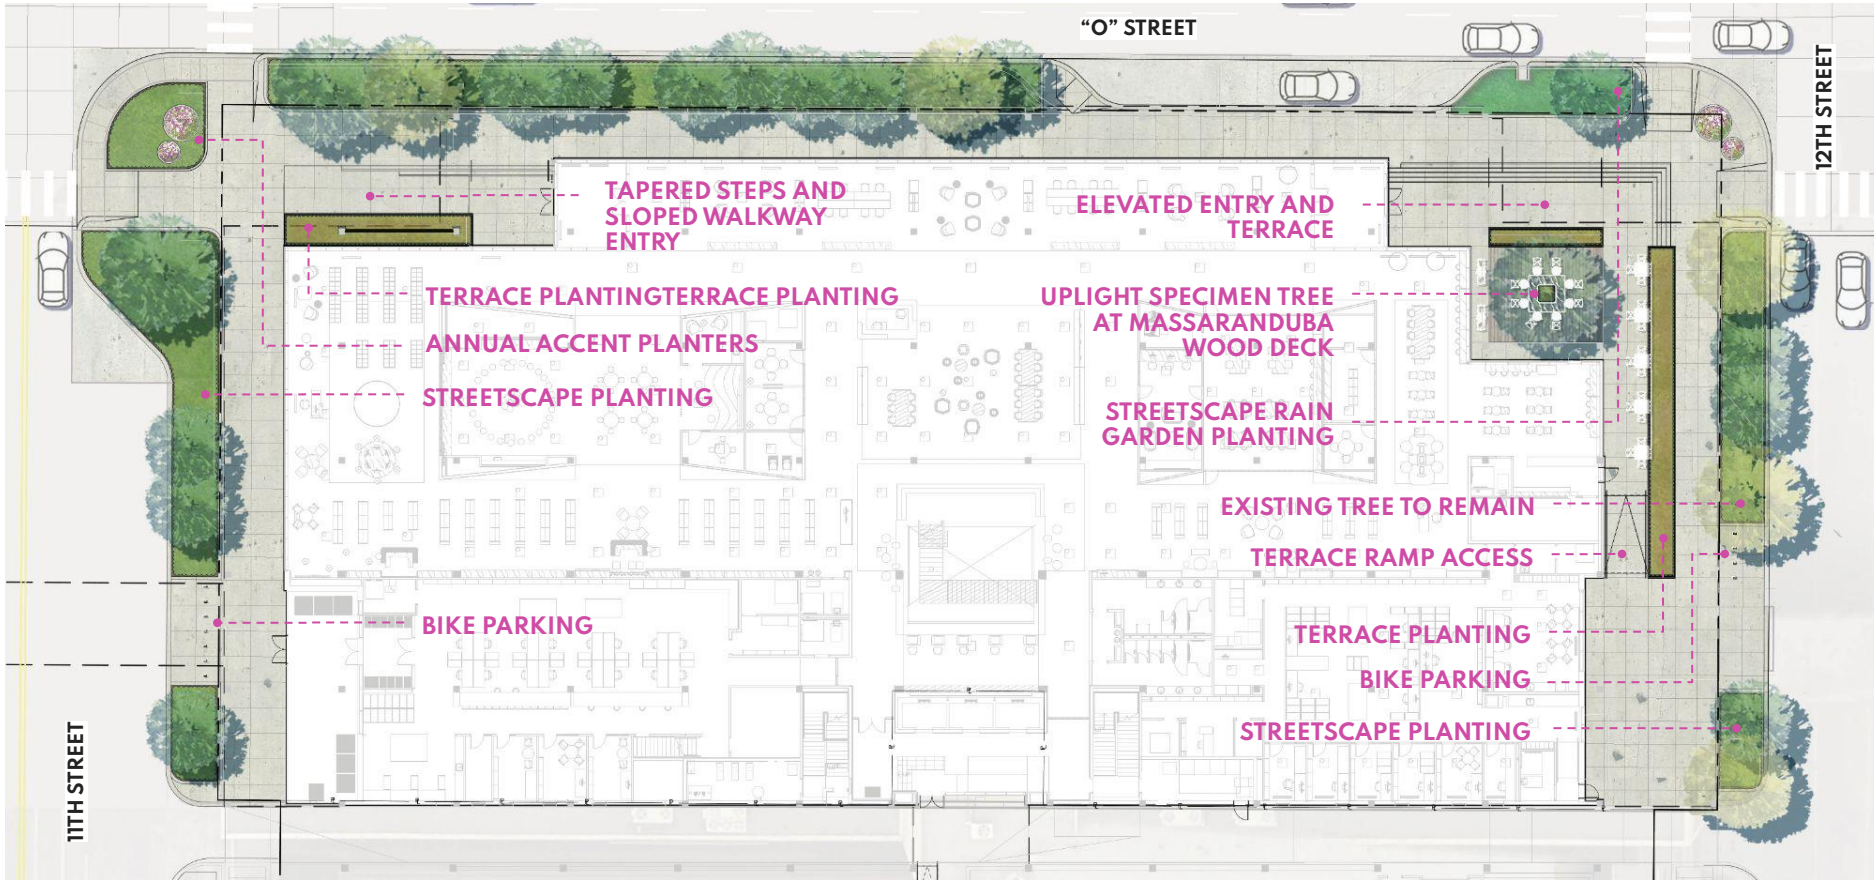 "O" STREET
12TH STREET
TAPERED STEPS AND
SLOPED WALKWAY
ENTRY
ELEVATED ENTRY AND
TERRACE
TERRACE PLANTINGTERRACE PLANTING
UPLIGHT SPECIMEN TREE
AT MASSARANDUBA
WOOD DECK
ANNUAL ACCENT PLANTERS
STREETSCAPE PLANTING
STREETSCAPE RAIN
GARDEN PLANTING
EXISTING TREE TO REMAIN
TERRACE RAMP ACCESS
BIKE PARKING
TERRACE PLANTING
BIKE PARKING
STREETSCAPE PLANTING
11TH STREET